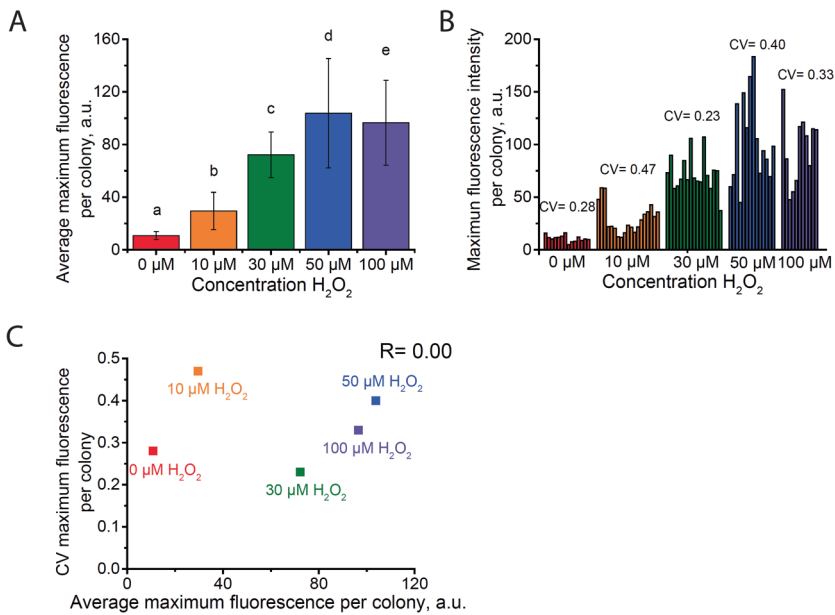 A
Average maximum fluorescence
per colony, a.u.
160
120
80
40
0
a
b
c
d
e
0 µM
10 µM
30 µM
50 µM
100 µM
Concentration H₂O₂
B
Maximun fluorescence intensity
per colony, a.u.
200
150
100
50
0
CV= 0.28
CV= 0.47
CV= 0.23
CV= 0.40
CV= 0.33
0 µM
10 µM
30 µM
50 µM
100 µM
Concentration H₂O₂
C
R= 0.00
CV maximum fluorescence
per colony
0.5
0.4
0.3
0.2
0.1
0.0
10 µM H₂O₂
50 µM H₂O₂
100 µM H₂O₂
0 µM H₂O₂
30 µM H₂O₂
0
40
80
120
Average maximum fluorescence per colony, a.u.